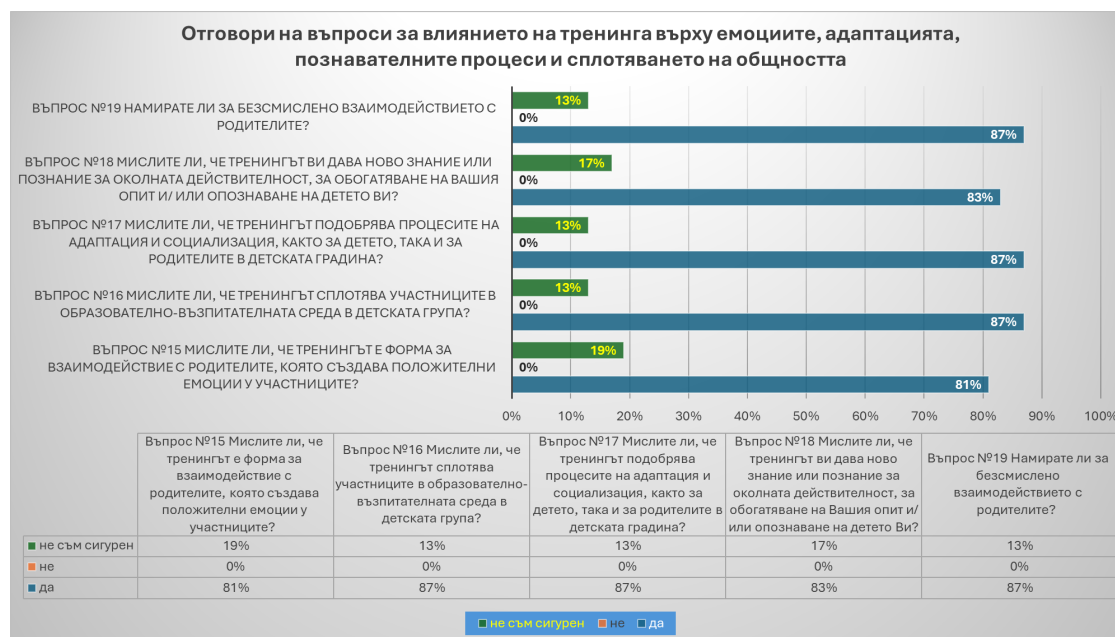 Отговори на въпроси за влиянието на тренинга върху емоциите, адаптацията,
познавателните процеси и сплотяването на общността
ВЪПРОС №19 НАМИРАТЕ ЛИ ЗА БЕЗСМИСЛЕНО ВЗАИМОДЕЙСТВИЕТО С
РОДИТЕЛИТЕ?
13%
0%
87%
ВЪПРОС №18 МИСЛИТЕ ЛИ, ЧЕ ТРЕНИНГЪТ ВИ ДАВА НОВО ЗНАНИЕ ИЛИ
ПОЗНАНИЕ ЗА ОКОЛНАТА ДЕЙСТВИТЕЛНОСТ, ЗА ОБОГАТЯВАНЕ НА ВАШИЯ
ОПИТ И/ ИЛИ ОПОЗНАВАНЕ НА ДЕТЕТО ВИ?
17%
0%
83%
ВЪПРОС №17 МИСЛИТЕ ЛИ, ЧЕ ТРЕНИНГЪТ ПОДОБРЯВА ПРОЦЕСИТЕ НА
АДАПТАЦИЯ И СОЦИАЛИЗАЦИЯ, КАКТО ЗА ДЕТЕТО, ТАКА И ЗА
РОДИТЕЛИТЕ В ДЕТСКАТА ГРАДИНА?
13%
0%
87%
ВЪПРОС №16 МИСЛИТЕ ЛИ, ЧЕ ТРЕНИНГЪТ СПЛОТЯВА УЧАСТНИЦИТЕ В
ОБРАЗОВАТЕЛНО-ВЪЗПИТАТЕЛНАТА СРЕДА В ДЕТСКАТА ГРУПА?
13%
0%
87%
ВЪПРОС №15 МИСЛИТЕ ЛИ, ЧЕ ТРЕНИНГЪТ Е ФОРМА ЗА
ВЗАИМОДЕЙСТВИЕ С РОДИТЕЛИТЕ, КОЯТО СЪЗДАВА ПОЛОЖИТЕЛНИ
ЕМОЦИИ У УЧАСТНИЦИТЕ?
19%
0%
81%
0% 10% 20% 30% 40% 50% 60% 70% 80% 90% 100%
Въпрос №15 Мислите ли, че
тренингът е форма за
взаимодействие с
родителите, която създава
положителни емоции у
участниците?
Въпрос №16 Мислите ли, че
тренингът сплотява
участниците в образователно-
възпитателната среда в
детската група?
Въпрос №17 Мислите ли, че
тренингът подобрява
процесите на адаптация и
социализация, както за
детето, така и за родителите в
детската градина?
Въпрос №18 Мислите ли, че
тренингът ви дава ново
знание или познание за
околната действителност, за
обогатяване на Вашия опит и/
или опознаване на детето Ви?
Въпрос №19 Намирате ли за
безсмислено
взаимодействието с
родителите?
не съм сигурен 19% 13% 13% 17% 13%
не 0% 0% 0% 0% 0%
да 81% 87% 87% 83% 87%
не съм сигурен не да